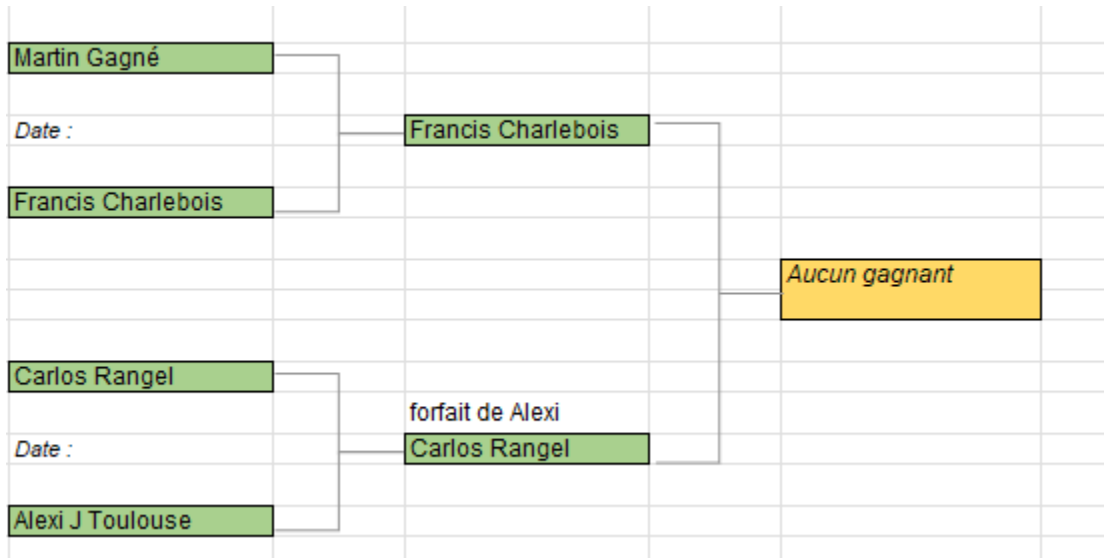 Martin Gagné
Date :
Francis Charlebois
Francis Charlebois
Aucun gagnant
Carlos Rangel
forfait de Alexi
Date :
Carlos Rangel
Alexi J Toulouse